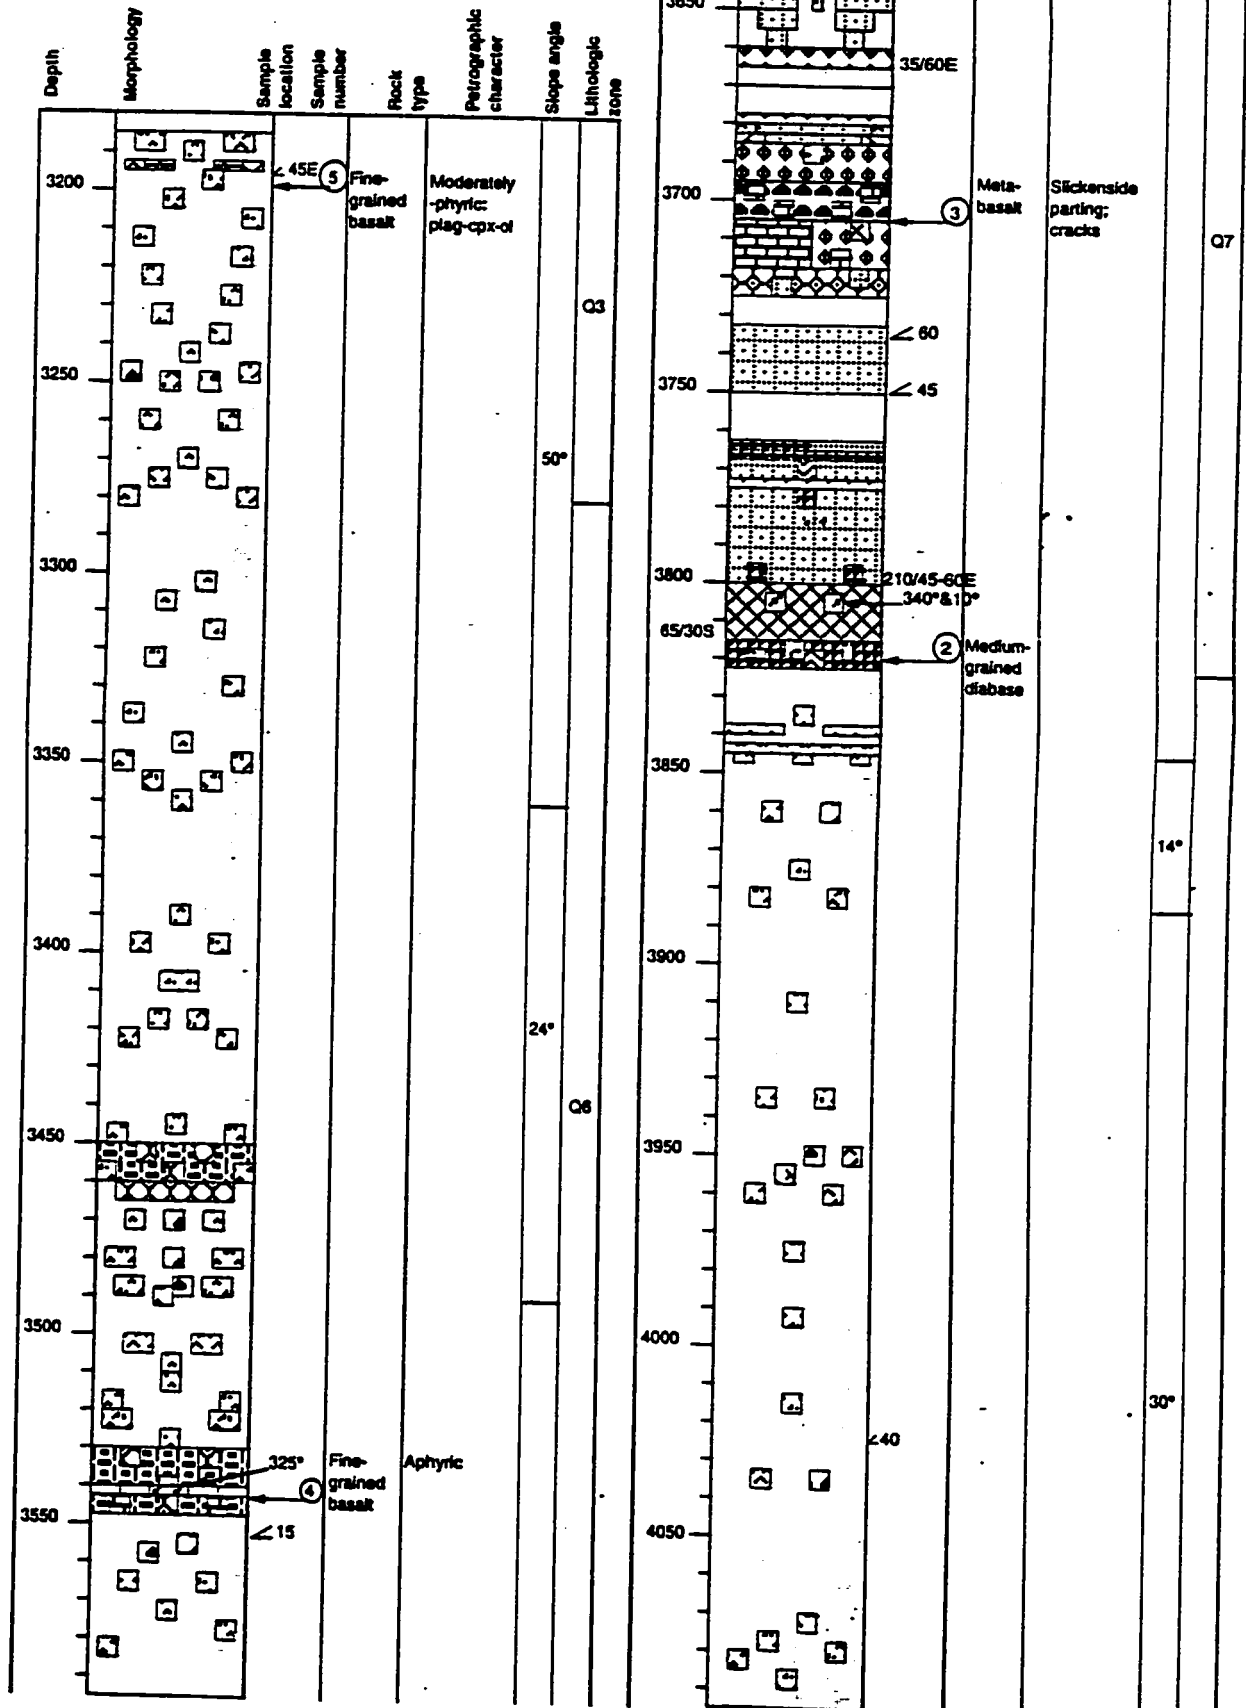 Depth
Morphology
Sample
location
Sample
number
Rock
type
Petrographic
character
Slope angle
Lithologic
zone
3200
45E
5
Fine-
grained
basalt
Moderately
-phyric:
plag-cpx-ol
Q3
3250
50°
3300
3350
3400
24°
Q6
3450
3500
325°
4
Fine-
grained
basalt
Aphyric
3550
15
3650
35/60E
3700
3
Meta-
basalt
Slickenside
parting;
cracks
Q7
60
3750
45
3800
210/45-60E
340°&10°
65/30S
2
Medium-
grained
diabase
3850
14°
3900
3950
4000
30°
40
4050